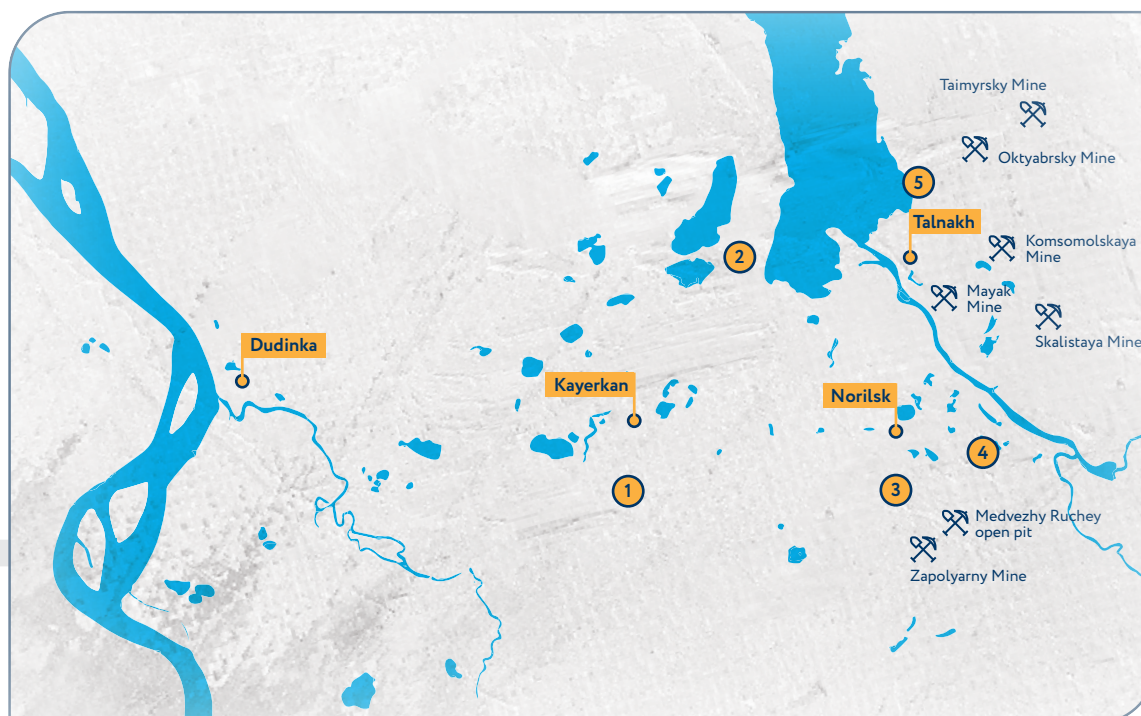 Taimyrsky Mine
Oktyabrsky Mine
5
Talnakh
Komsomolskaya
Mine
2
Mayak
Mine
Skalistaya Mine
Dudinka
Kayerkan
Norilsk
4
1
3
Medvezhy Ruchey
open pit
Zapolyarny Mine